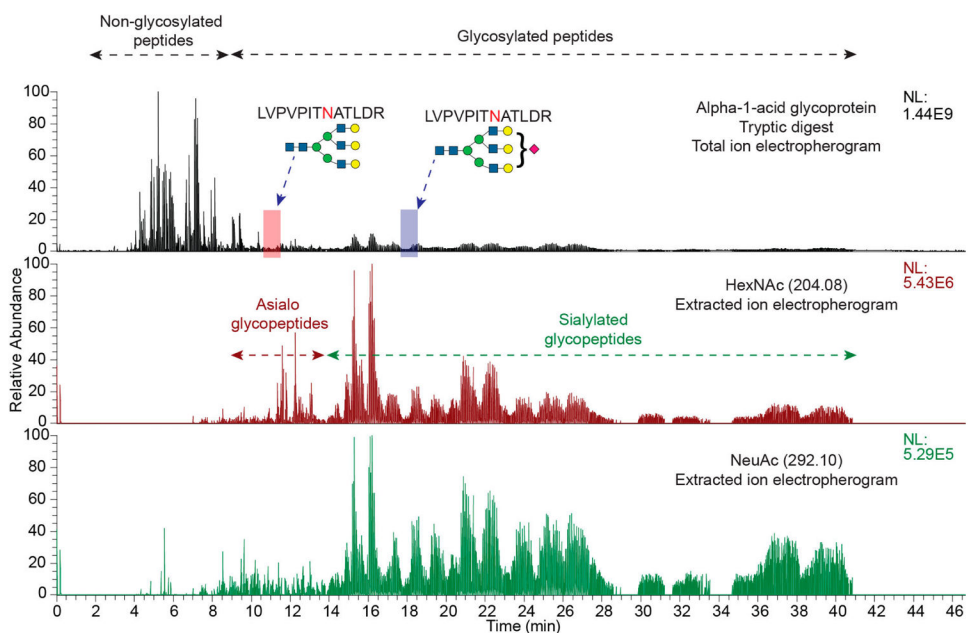 Non-glycosylated
peptides
Glycosylated peptides
LVPVPITNATLDR
LVPVPITNATLDR
Alpha-1-acid glycoprotein
Tryptic digest
Total ion electropherogram
NL:
1.44E9
100
80
60
40
20
0
}
HexNAc (204.08)
Extracted ion electropherogram
NL:
5.43E6
Asialo
glycopeptides
Sialylated
glycopeptides
100
80
60
40
20
0
Relative Abundance
NeuAc (292.10)
Extracted ion electropherogram
NL:
5.29E5
100
80
60
40
20
0
0 2 4 6 8 10 12 14 16 18 20 22 24 26 27 28 30 32 34 36 38 40 42 44 46
Time (min)